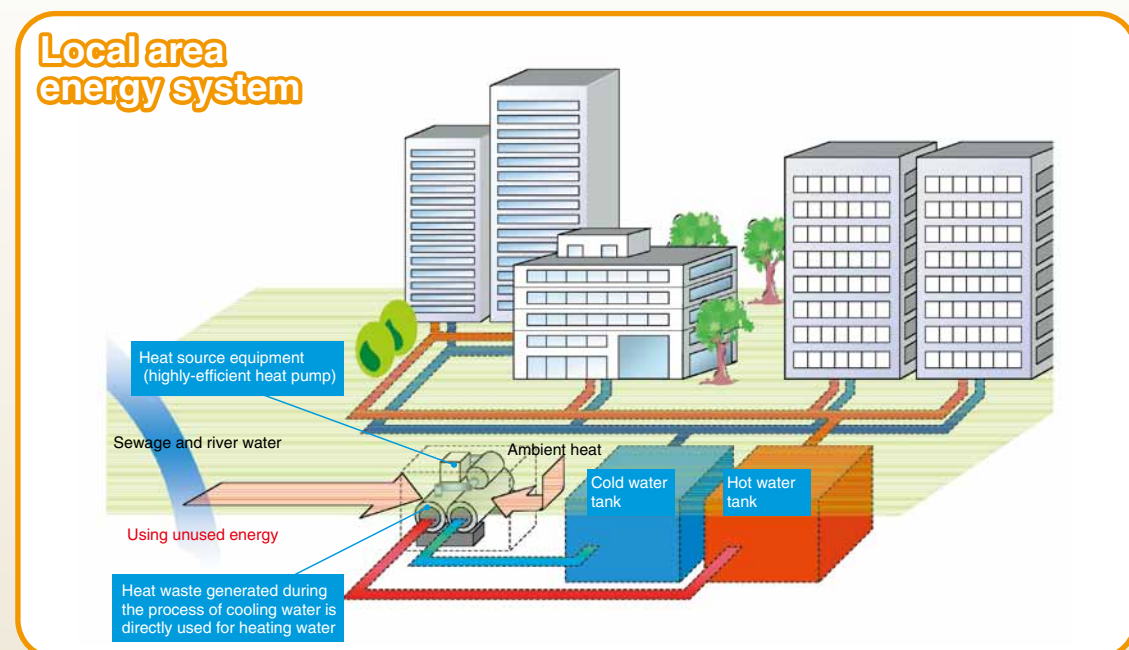 Local area
energy system
Heat source equipment
(highly-efficient heat pump)
Sewage and river water
Ambient heat
Cold water
tank
Hot water
tank
Using unused energy
Heat waste generated during
the process of cooling water is
directly used for heating water